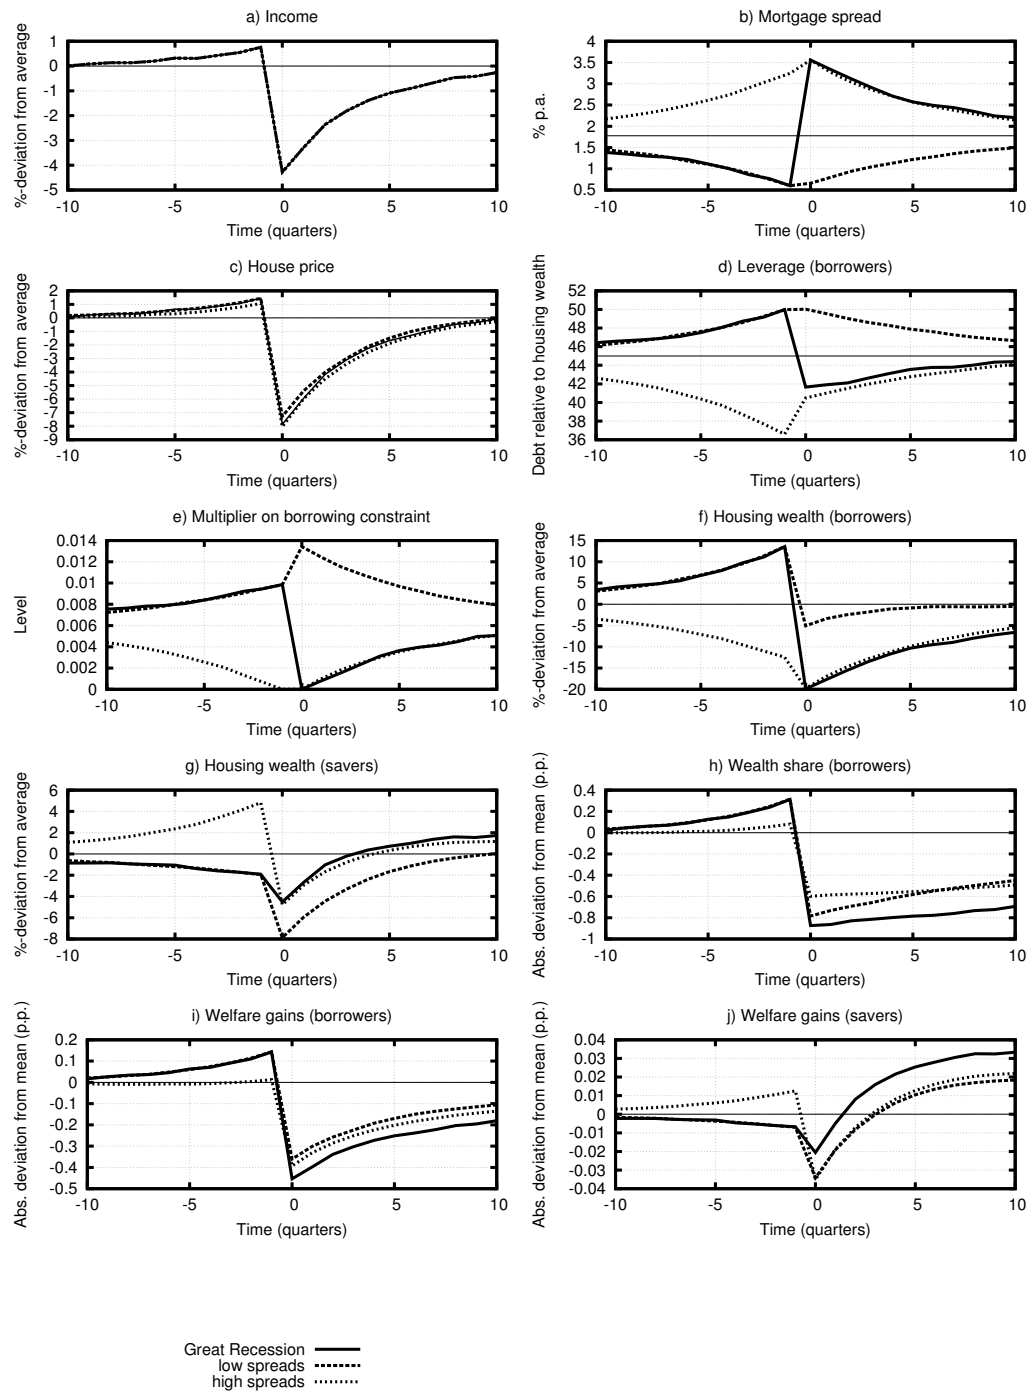 a) Income
%-deviation from average
1
0
-1
-2
-3
-4
-5
-10 -5 0 5 10
Time (quarters)
b) Mortgage spread
% p.a.
4
3.5
3
2.5
2
1.5
1
0.5
-10 -5 0 5 10
Time (quarters)
c) House price
%-deviation from average
2
1
0
-1
-2
-3
-4
-5
-6
-7
-8
-9
-10 -5 0 5 10
Time (quarters)
d) Leverage (borrowers)
Debt relative to housing wealth
52
50
48
46
44
42
40
38
36
-10 -5 0 5 10
Time (quarters)
e) Multiplier on borrowing constraint
Level
0.014
0.012
0.01
0.008
0.006
0.004
0.002
0
-10 -5 0 5 10
Time (quarters)
f) Housing wealth (borrowers)
%-deviation from average
15
10
5
0
-5
-10
-15
-20
-10 -5 0 5 10
Time (quarters)
g) Housing wealth (savers)
%-deviation from average
6
4
2
0
-2
-4
-6
-8
-10 -5 0 5 10
Time (quarters)
h) Wealth share (borrowers)
Abs. deviation from mean (p.p.)
0.4
0.2
0
-0.2
-0.4
-0.6
-0.8
-1
-10 -5 0 5 10
Time (quarters)
i) Welfare gains (borrowers)
Abs. deviation from mean (p.p.)
0.2
0.1
0
-0.1
-0.2
-0.3
-0.4
-0.5
-10 -5 0 5 10
Time (quarters)
j) Welfare gains (savers)
Abs. deviation from mean (p.p.)
0.04
0.03
0.02
0.01
0
-0.01
-0.02
-0.03
-0.04
-10 -5 0 5 10
Time (quarters)
Great Recession
low spreads
high spreads